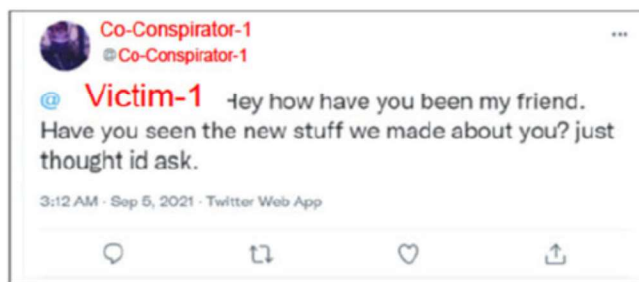 Co-Conspirator-1
@Co-Conspirator-1
@ Victim-1 Hey how have you been my friend.
Have you seen the new stuff we made about you? just
thought id ask.
3:12 AM · Sep 5, 2021 · Twitter Web App